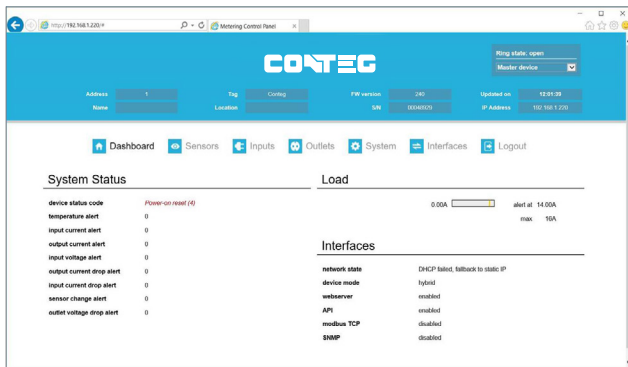 http://192.168.1.220/#
Metering Control Panel
CONTEG
Ring state: open
Master device
Address 1 Tag Conteg FW version 240 Updated on 12:01:39
Name Location S/N IP Address 192.168.1.220
Dashboard Sensors Inputs Outlets System Interfaces Logout
System Status
Load
device status code Power-on reset (4)
0.00A alert at 14.00A
temperature alert 0
max 16A
input current alert 0
output current alert 0
Interfaces
input voltage alert 0
output current drop alert 0
network state DHCP failed, fallback to static IP
input current drop alert 0
device mode hybrid
sensor change alert 0
webserver enabled
outlet voltage drop alert 0
API enabled
modbus TCP disabled
SNMP disabled